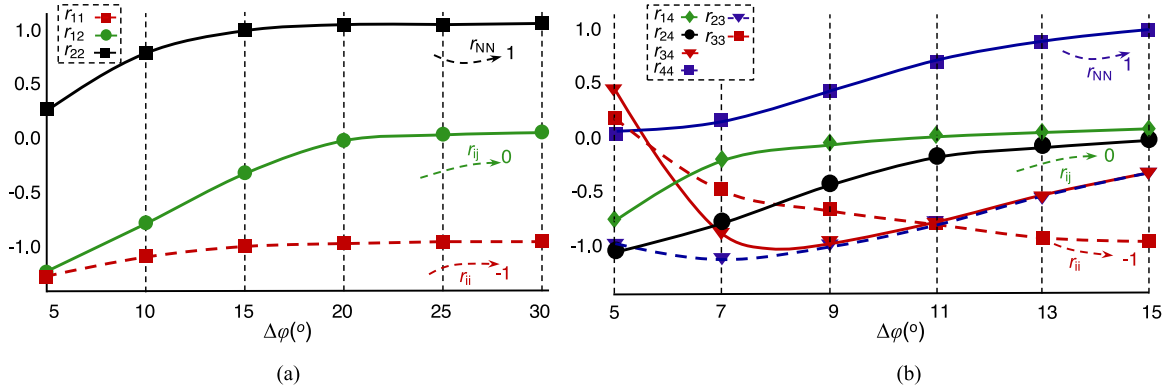 r11
r12
r22
1.0
0.5
0.0
-0.5
-1.0
rNN 1
rij 0
rii -1
5 10 15 20 25 30
Δφ(o)
(a)
r14 r23
r24 r33
r34
r44
1.0
0.5
0.0
-0.5
-1.0
rNN 1
rij 0
rii -1
5 7 9 11 13 15
Δφ(o)
(b)